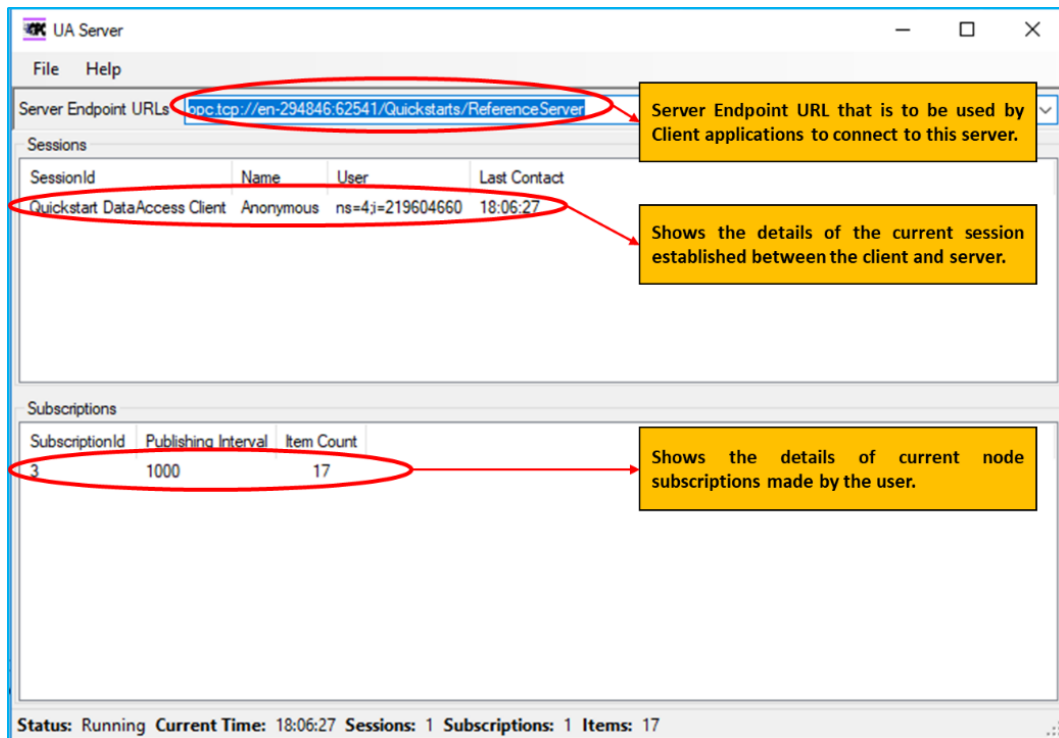 UA Server
File Help
Server Endpoint URLs opc.tcp://en-294846:62541/Quickstarts/ReferenceServer
Server Endpoint URL that is to be used by
Client applications to connect to this server.
Sessions
SessionId Name User Last Contact
Quickstart DataAccess Client Anonymous ns=4;i=219604660 18:06:27
Shows the details of the current session
established between the client and server.
Subscriptions
SubscriptionId Publishing Interval Item Count
3 1000 17
Shows the details of current node
subscriptions made by the user.
Status: Running Current Time: 18:06:27 Sessions: 1 Subscriptions: 1 Items: 17